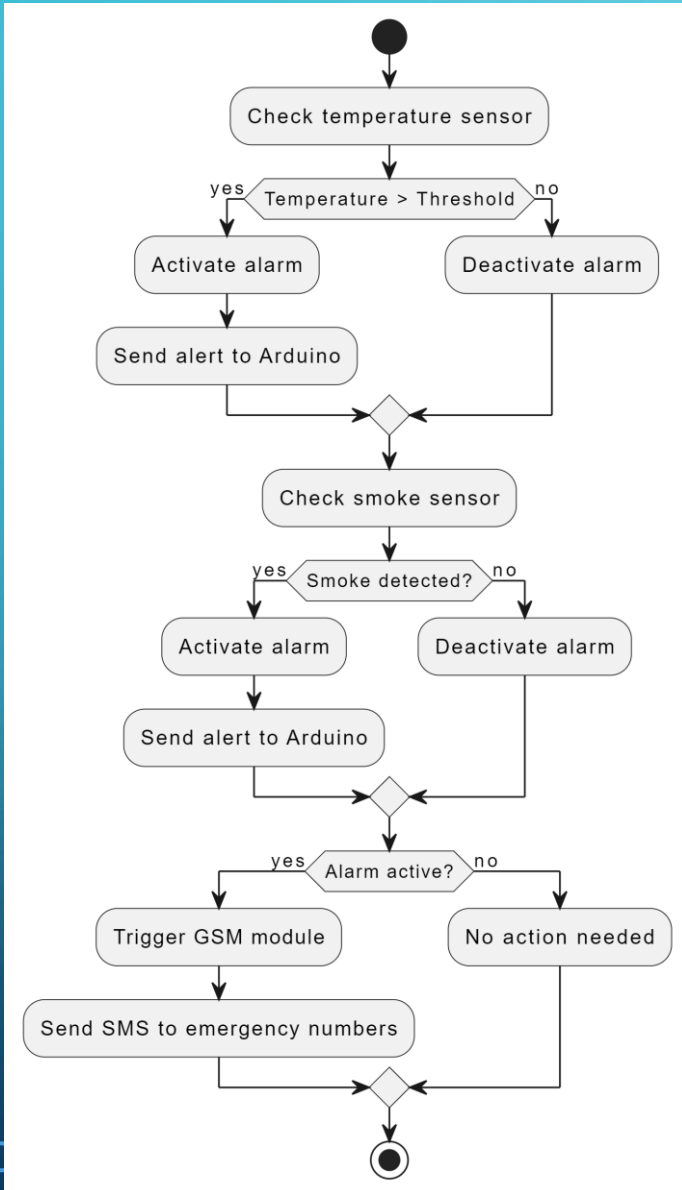 Check temperature sensor
yes
Temperature > Threshold
no
Activate alarm
Deactivate alarm
Send alert to Arduino
Check smoke sensor
yes
Smoke detected?
no
Activate alarm
Deactivate alarm
Send alert to Arduino
yes
Alarm active?
no
Trigger GSM module
No action needed
Send SMS to emergency numbers